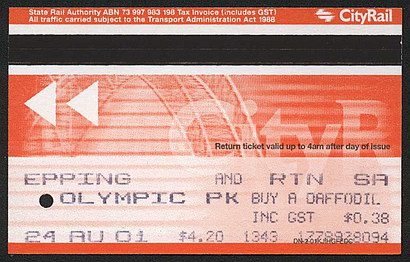 State Rail Authority ABN 73 997 983 198 Tax Invoice (includes GST)
All traffic carried subject to the Transport Administration Act 1988
CityRail
CityR
Return ticket valid up to 4am after day of issue
EPPING AND RTN SA
OLYMPIC PK BUY A DAFFODIL
INC GST $0.38
24 AU 01 $4.20 1343 1778938094